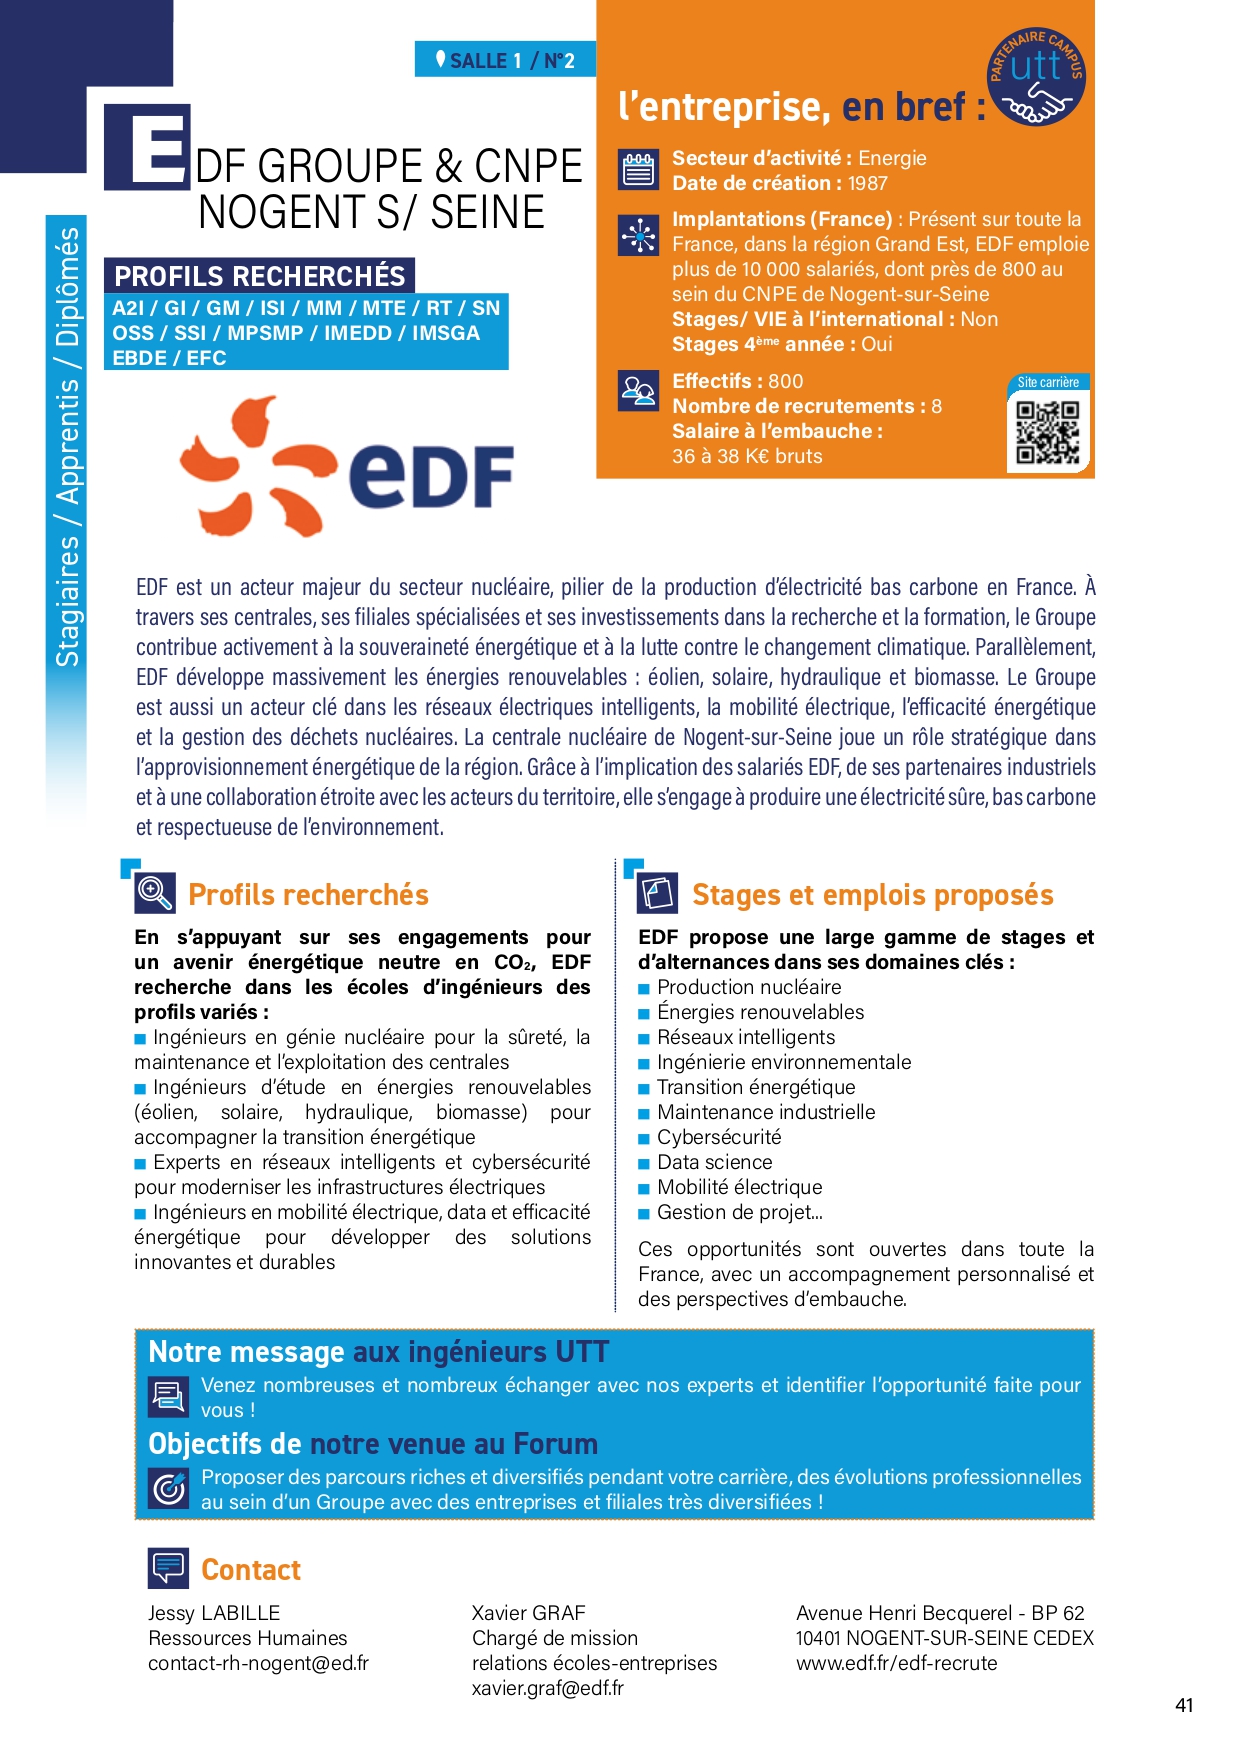 SALLE 1 / N°2
EDF GROUPE & CNPE
NOGENT S/ SEINE
PROFILS RECHERCHÉS
A2I / GI / GM / ISI / MM / MTE / RT / SN
OSS / SSI / MPSMP / IMEDD / IMSGA
EBDE / EFC
edF
Stagiaires / Apprentis / Diplômés
PARTENAIRE CAMPUS
utt
l'entreprise, en bref :
Secteur d'activité : Energie
Date de création : 1987
Implantations (France) : Présent sur toute la
France, dans la région Grand Est, EDF emploie
plus de 10 000 salariés, dont près de 800 au
sein du CNPE de Nogent-sur-Seine
Stages/ VIE à l'international : Non
Stages 4ème année : Oui
Effectifs : 800
Nombre de recrutements : 8
Salaire à l'embauche :
36 à 38 K€ bruts
Site carrière
EDF est un acteur majeur du secteur nucléaire, pilier de la production d'électricité bas carbone en France. À
travers ses centrales, ses filiales spécialisées et ses investissements dans la recherche et la formation, le Groupe
contribue activement à la souveraineté énergétique et à la lutte contre le changement climatique. Parallèlement,
EDF développe massivement les énergies renouvelables : éolien, solaire, hydraulique et biomasse. Le Groupe
est aussi un acteur clé dans les réseaux électriques intelligents, la mobilité électrique, l'efficacité énergétique
et la gestion des déchets nucléaires. La centrale nucléaire de Nogent-sur-Seine joue un rôle stratégique dans
l'approvisionnement énergétique de la région. Grâce à l'implication des salariés EDF, de ses partenaires industriels
et à une collaboration étroite avec les acteurs du territoire, elle s'engage à produire une électricité sûre, bas carbone
et respectueuse de l'environnement.
Profils recherchés
En s'appuyant sur ses engagements pour
un avenir énergétique neutre en CO₂, EDF
recherche dans les écoles d'ingénieurs des
profils variés :
■ Ingénieurs en génie nucléaire pour la sûreté, la
maintenance et l'exploitation des centrales
■ Ingénieurs d'étude en énergies renouvelables
(éolien, solaire, hydraulique, biomasse) pour
accompagner la transition énergétique
■ Experts en réseaux intelligents et cybersécurité
pour moderniser les infrastructures électriques
■ Ingénieurs en mobilité électrique, data et efficacité
énergétique pour développer des solutions
innovantes et durables
Stages et emplois proposés
EDF propose une large gamme de stages et
d'alternances dans ses domaines clés :
■ Production nucléaire
■ Énergies renouvelables
■ Réseaux intelligents
■ Ingénierie environnementale
■ Transition énergétique
■ Maintenance industrielle
■ Cybersécurité
■ Data science
■ Mobilité électrique
■ Gestion de projet...
Ces opportunités sont ouvertes dans toute la
France, avec un accompagnement personnalisé et
des perspectives d'embauche.
Notre message aux ingénieurs UTT
Venez nombreuses et nombreux échanger avec nos experts et identifier l'opportunité faite pour
vous !
Objectifs de notre venue au Forum
Proposer des parcours riches et diversifiés pendant votre carrière, des évolutions professionnelles
au sein d'un Groupe avec des entreprises et filiales très diversifiées !
Contact
Jessy LABILLE
Ressources Humaines
contact-rh-nogent@ed.fr
Xavier GRAF
Chargé de mission
relations écoles-entreprises
xavier.graf@edf.fr
Avenue Henri Becquerel - BP 62
10401 NOGENT-SUR-SEINE CEDEX
www.edf.fr/edf-recrute
41